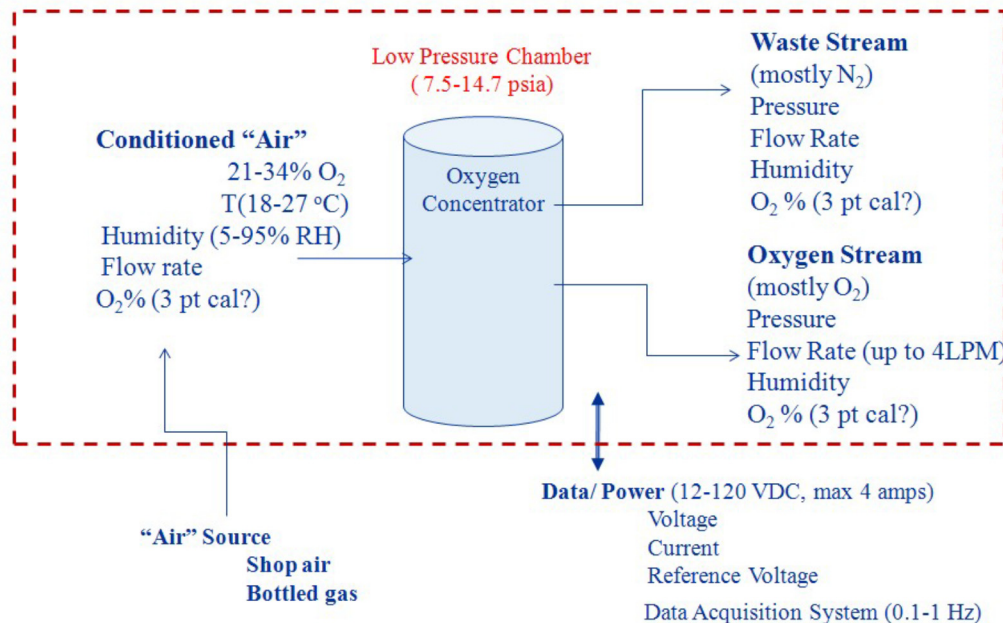 Low Pressure Chamber
( 7.5-14.7 psia)
Conditioned “Air”
21-34% O₂
T(18-27 °C)
Humidity (5-95% RH)
Flow rate
O₂% (3 pt cal?)
Oxygen
Concentrator
Waste Stream
(mostly N₂)
Pressure
Flow Rate
Humidity
O₂ % (3 pt cal?)
Oxygen Stream
(mostly O₂)
Pressure
Flow Rate (up to 4LPM)
Humidity
O₂ % (3 pt cal?)
“Air” Source
Shop air
Bottled gas
Data/ Power (12-120 VDC, max 4 amps)
Voltage
Current
Reference Voltage
Data Acquisition System (0.1-1 Hz)